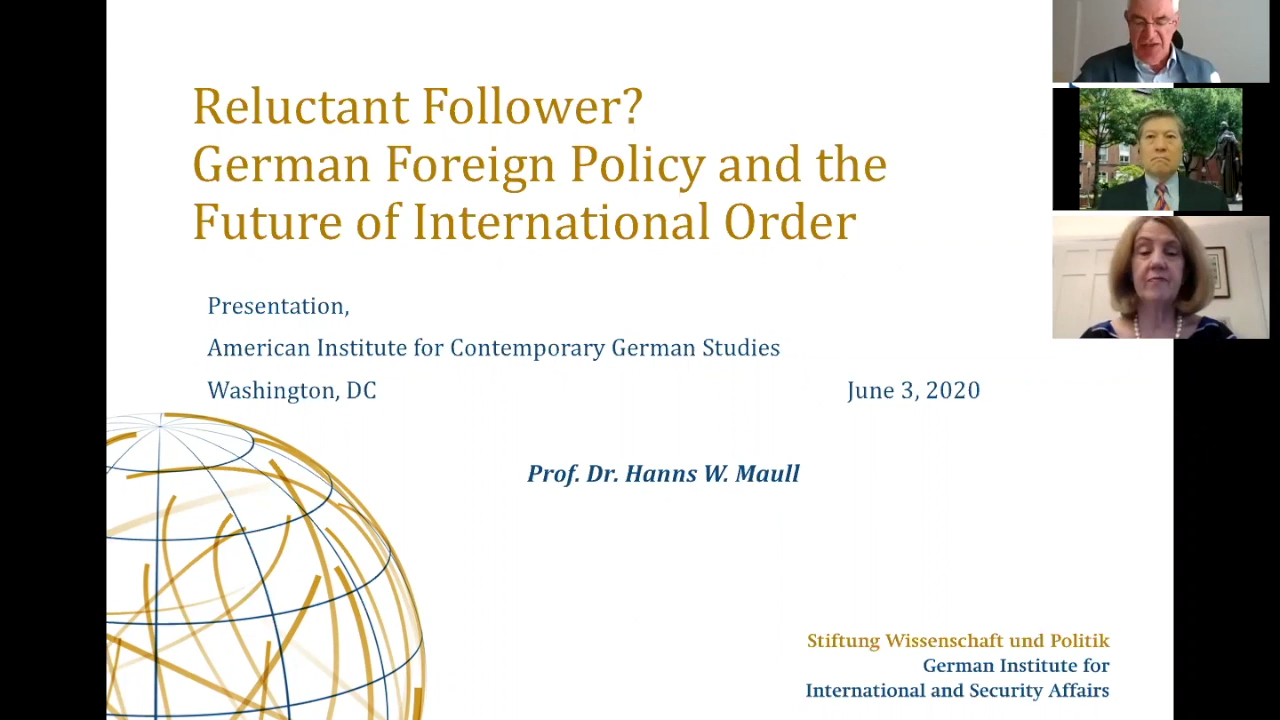 Reluctant Follower?
German Foreign Policy and the
Future of International Order
Presentation,
American Institute for Contemporary German Studies
Washington, DC
June 3, 2020
Prof. Dr. Hanns W. Maull
Stiftung Wissenschaft und Politik
German Institute for
International and Security Affairs